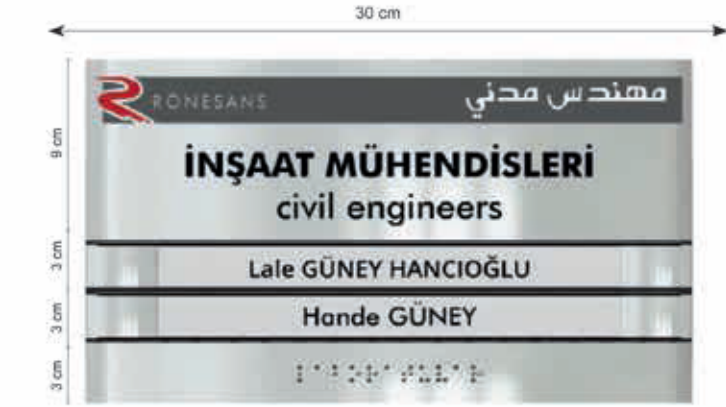 30 cm
RÖNESANS مهندس مدني
9 cm
İNŞAAT MÜHENDİSLERİ
civil engineers
3 cm
Lale GÜNEY HANCIOĞLU
3 cm
Hande GÜNEY
3 cm